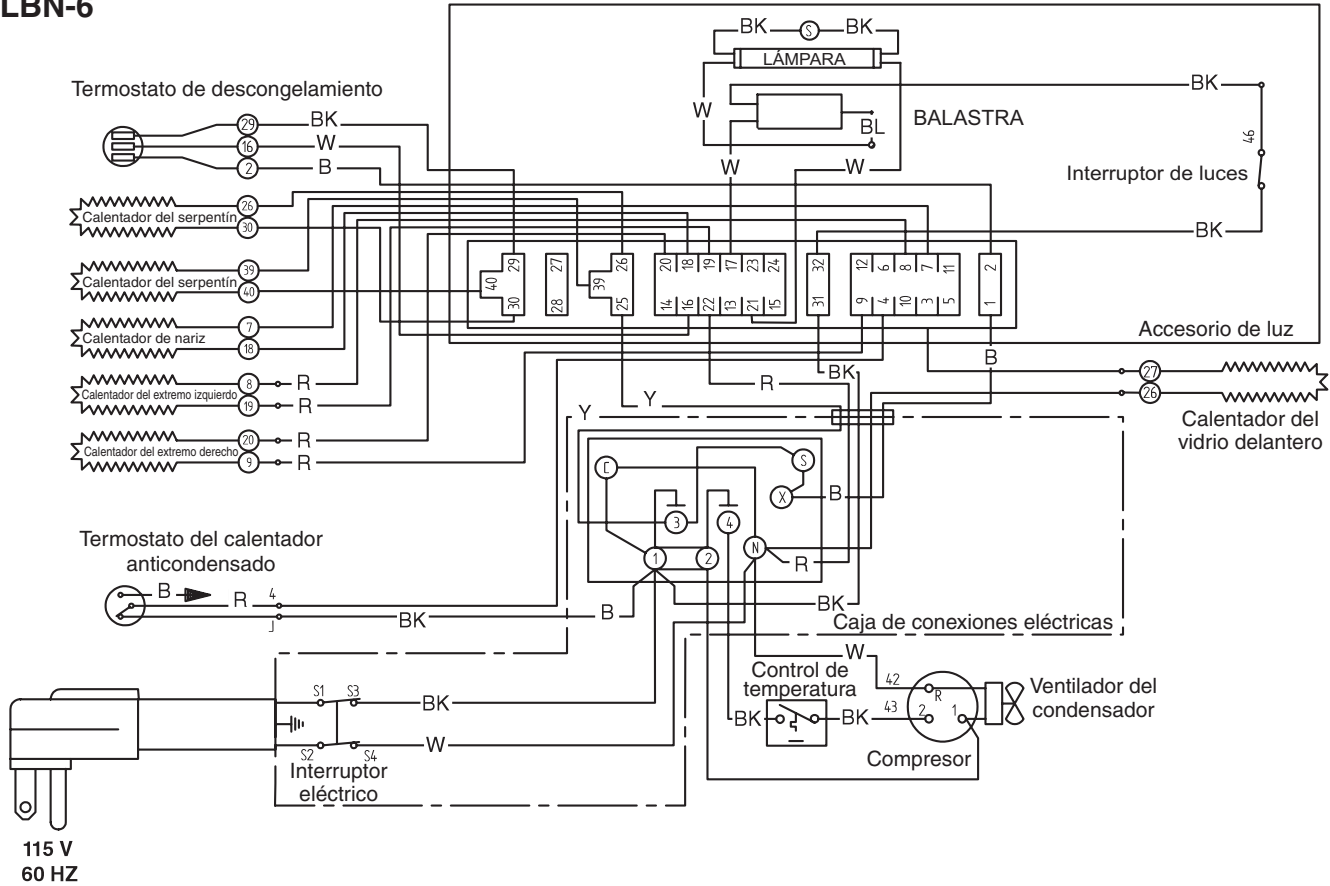 LBN-6
BK
S
BK
LÁMPARA
Termostato de descongelamiento
BK
W
BL
BALASTRA
29
BK
16
W
2
B
46
W
W
Interruptor de luces
26
Calentador del serpentín
30
BK
39
Calentador del serpentín
40
40
29
30
27
28
39
26
25
20
18
19
17
23
24
14
16
22
13
21
15
32
31
12
6
8
7
11
9
4
10
3
5
2
1
7
Calentador de nariz
18
Accesorio de luz
B
8
R
Calentador del extremo izquierdo
19
R
BK
R
27
26
Y
Y
Calentador del
vidrio delantero
20
R
Calentador del extremo derecho
9
R
C
S
X
B
3
4
Termostato del calentador
anticondensado
1
2
N
R
B
R
4
J
BK
B
BK
Caja de conexiones eléctricas
W
Control de
temperatura
42
R
43
2
1
Ventilador del
condensador
S1
S3
BK
BK
BK
S2
S4
W
Interruptor
eléctrico
Compresor
115 V
60 HZ